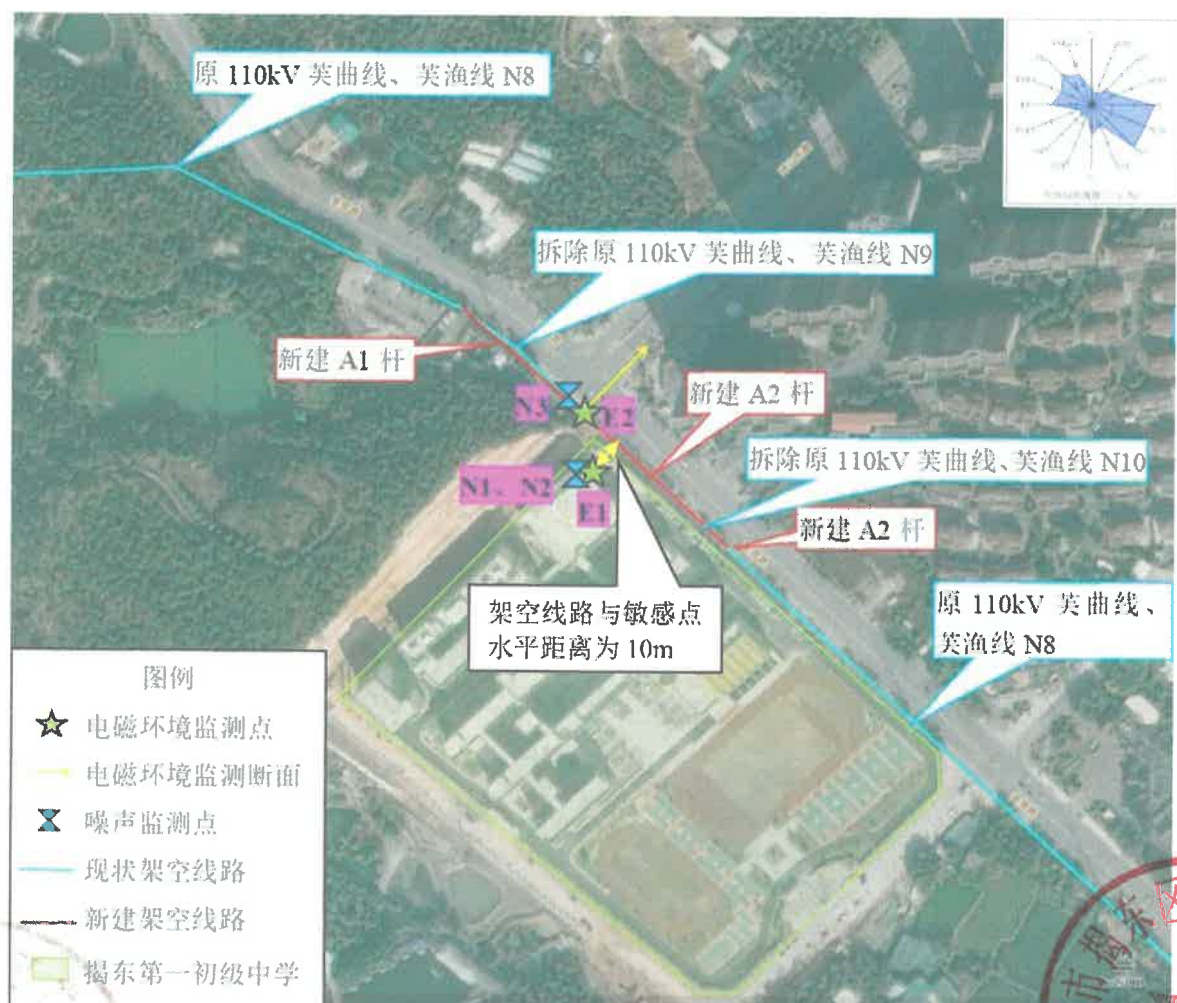 原 110kV 芙曲线、芙渔线 N8
拆除原 110kV 芙曲线、芙渔线 N9
新建 A1 杆
新建 A2 杆
N3
E2
拆除原 110kV 芙曲线、芙渔线 N10
N1、N2
E1
新建 A2 杆
架空线路与敏感点
水平距离为 10m
原 110kV 芙曲线、
芙渔线 N8
图例
电磁环境监测点
电磁环境监测断面
噪声监测点
现状架空线路
新建架空线路
揭东第一初级中学
市揭东区